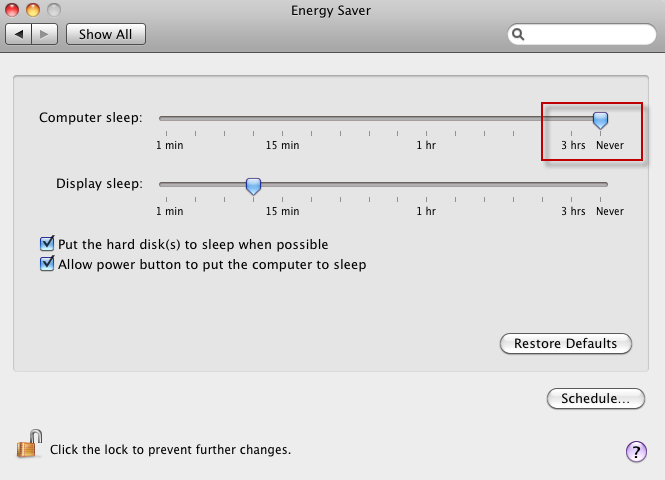 Energy Saver
Show All
Computer sleep:
1 min 15 min 1 hr 3 hrs Never
Display sleep:
1 min 15 min 1 hr 3 hrs Never
Put the hard disk(s) to sleep when possible
Allow power button to put the computer to sleep
Restore Defaults
Schedule...
Click the lock to prevent further changes.
?